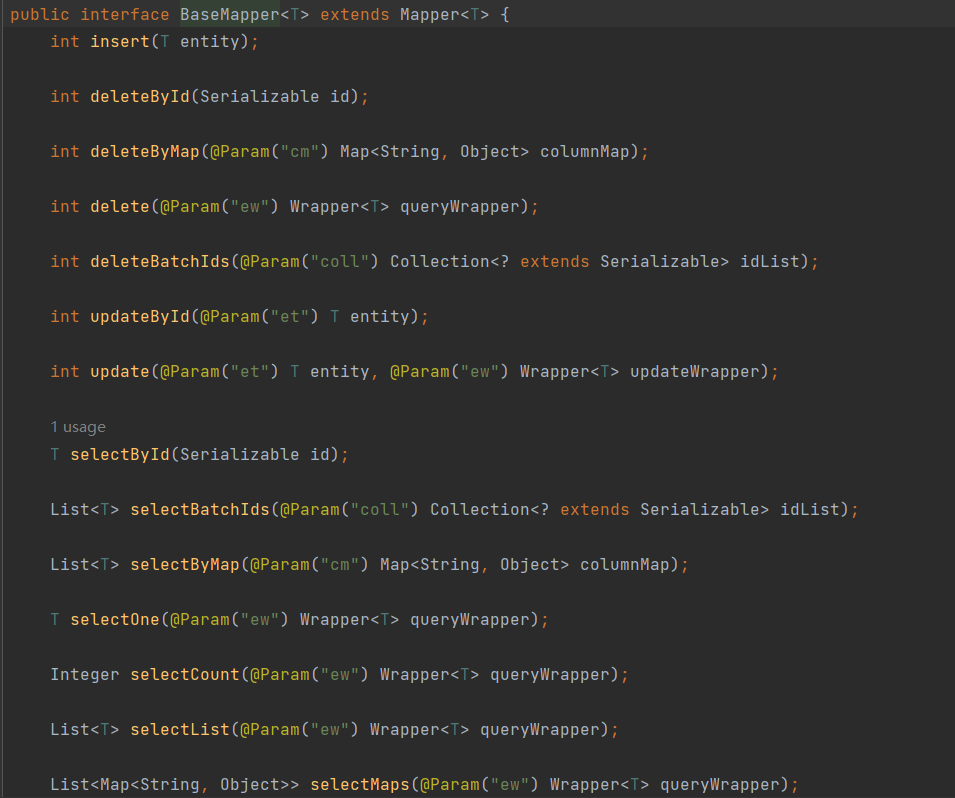 public interface BaseMapper<T> extends Mapper<T> {
int insert(T entity);
int deleteById(Serializable id);
int deleteByMap(@Param("cm") Map<String, Object> columnMap);
int delete(@Param("ew") Wrapper<T> queryWrapper);
int deleteBatchIds(@Param("coll") Collection<? extends Serializable> idList);
int updateById(@Param("et") T entity);
int update(@Param("et") T entity, @Param("ew") Wrapper<T> updateWrapper);
1 usage
T selectById(Serializable id);
List<T> selectBatchIds(@Param("coll") Collection<? extends Serializable> idList);
List<T> selectByMap(@Param("cm") Map<String, Object> columnMap);
T selectOne(@Param("ew") Wrapper<T> queryWrapper);
Integer selectCount(@Param("ew") Wrapper<T> queryWrapper);
List<T> selectList(@Param("ew") Wrapper<T> queryWrapper);
List<Map<String, Object>> selectMaps(@Param("ew") Wrapper<T> queryWrapper);